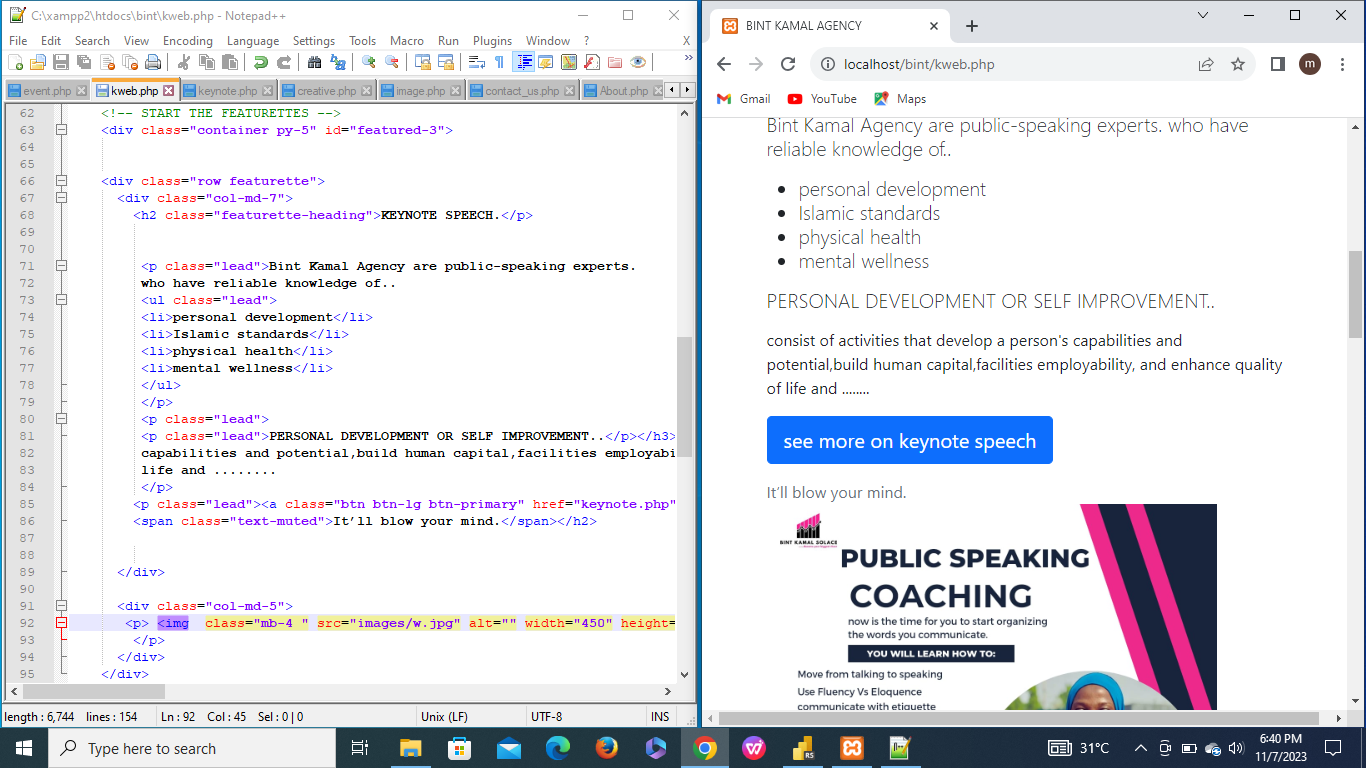 C:\xampp2\htdocs\bint\kweb.php - Notepad++
File Edit Search View Encoding Language Settings Tools Macro Run Plugins Window ? X
event.php kweb.php keynote.php creative.php image.php contact_us.php About.php
62 <!-- START THE FEATURETTES -->
63 <div class="container py-5" id="featured-3">
64
65
66 <div class="row featurette">
67 <div class="col-md-7">
68 <h2 class="featurette-heading">KEYNOTE SPEECH.</p>
69
70
71 <p class="lead">Bint Kamal Agency are public-speaking experts.
72 who have reliable knowledge of..
73 <ul class="lead">
74 <li>personal development</li>
75 <li>Islamic standards</li>
76 <li>physical health</li>
77 <li>mental wellness</li>
78 </ul>
79 </p>
80 <p class="lead">
81 <p class="lead">PERSONAL DEVELOPMENT OR SELF IMPROVEMENT..</p></h3>
82 capabilities and potential,build human capital,facilities employabi
83 life and ........
84 </p>
85 <p class="lead"><a class="btn btn-lg btn-primary" href="keynote.php"
86 <span class="text-muted">It’ll blow your mind.</span></h2>
87
88
89 </div>
90
91 <div class="col-md-5">
92 <p> <img  class="mb-4 " src="images/w.jpg" alt="" width="450" height=
93 </p>
94 </div>
95 </div>
length : 6,744 lines : 154 Ln : 92 Col : 45 Sel : 0 | 0 Unix (LF) UTF-8 INS
BINT KAMAL AGENCY
localhost/bint/kweb.php
m
Gmail YouTube Maps
Bint Kamal Agency are public-speaking experts. who have
reliable knowledge of..
personal development
Islamic standards
physical health
mental wellness
PERSONAL DEVELOPMENT OR SELF IMPROVEMENT..
consist of activities that develop a person's capabilities and
potential,build human capital,facilities employability, and enhance quality
of life and ........
see more on keynote speech
It’ll blow your mind.
BINT KAMAL SOLACE
PUBLIC SPEAKING
COACHING
now is the time for you to start organizing
the words you communicate.
YOU WILL LEARN HOW TO:
Move from talking to speaking
Use Fluency Vs Eloquence
communicate with etiquette
Type here to search
31°C
6:40 PM
11/7/2023